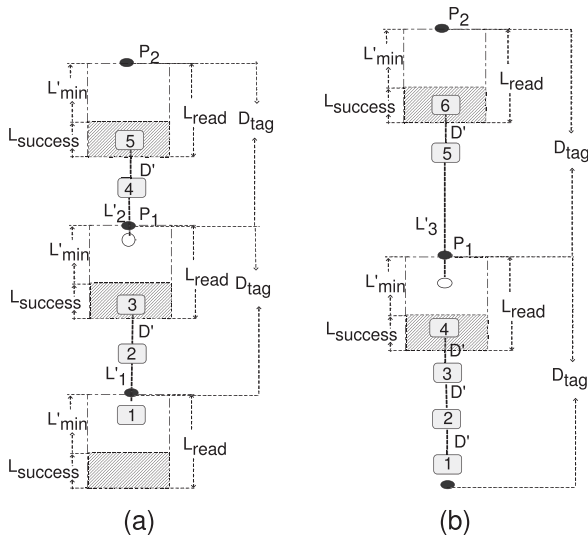 P2
L'min
Lsuccess
Lread
Dtag
5
D'
4
L'2
P1
L'min
Lsuccess
Lread
Dtag
3
D'
2
L'1
1
L'min
Lsuccess
Lread
(a)
P2
L'min
Lsuccess
Lread
Dtag
6
D'
5
L'3
P1
L'min
Lsuccess
Lread
Dtag
4
D'
3
D'
2
D'
1
(b)